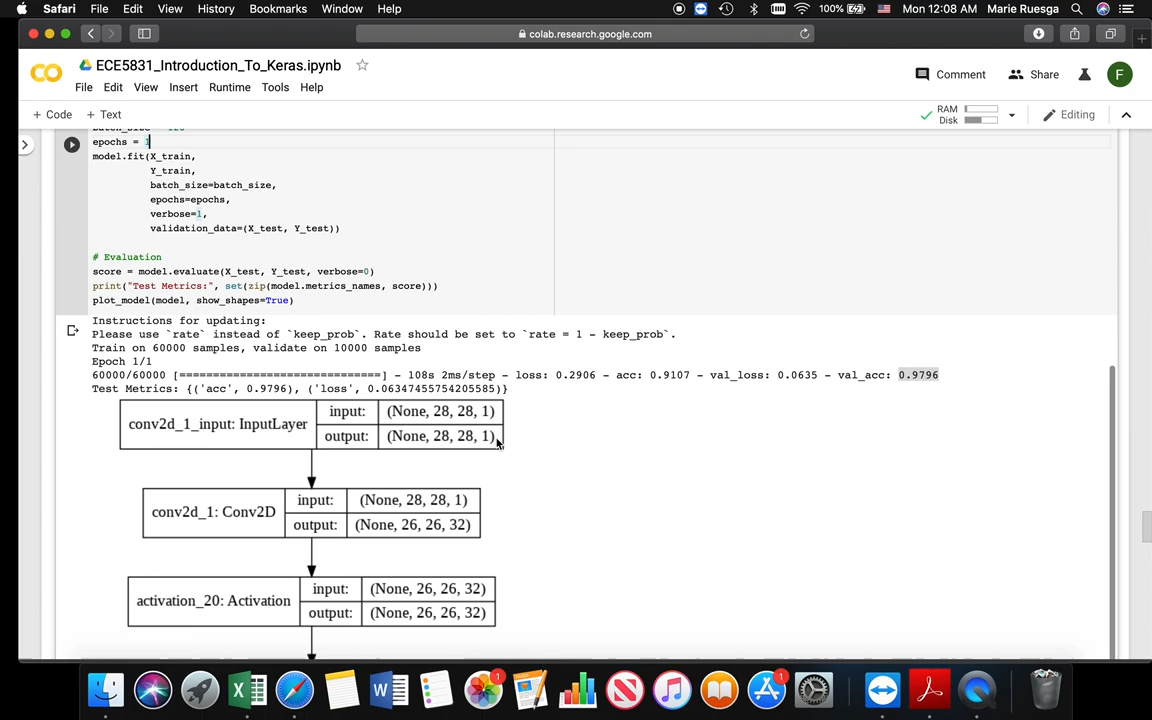 Safari File Edit View History Bookmarks Window Help 100% Mon 12:08 AM Marie Ruesga
colab.research.google.com
ECE5831_Introduction_To_Keras.ipynb
File Edit View Insert Runtime Tools Help
Comment Share F
+ Code + Text
RAM
Disk
Editing
epochs = 1
model.fit(X_train,
Y_train,
batch_size=batch_size,
epochs=epochs,
verbose=1,
validation_data=(X_test, Y_test))
# Evaluation
score = model.evaluate(X_test, Y_test, verbose=0)
print("Test Metrics:", set(zip(model.metrics_names, score)))
plot_model(model, show_shapes=True)
Instructions for updating:
Please use `rate` instead of `keep_prob`. Rate should be set to `rate = 1 - keep_prob`.
Train on 60000 samples, validate on 10000 samples
Epoch 1/1
60000/60000 [==============================] - 108s 2ms/step - loss: 0.2906 - acc: 0.9107 - val_loss: 0.0635 - val_acc: 0.9796
Test Metrics: {('acc', 0.9796), ('loss', 0.06347455754205585)}
conv2d_1_input: InputLayer
input: (None, 28, 28, 1)
output: (None, 28, 28, 1)
conv2d_1: Conv2D
input: (None, 28, 28, 1)
output: (None, 26, 26, 32)
activation_20: Activation
input: (None, 26, 26, 32)
output: (None, 26, 26, 32)